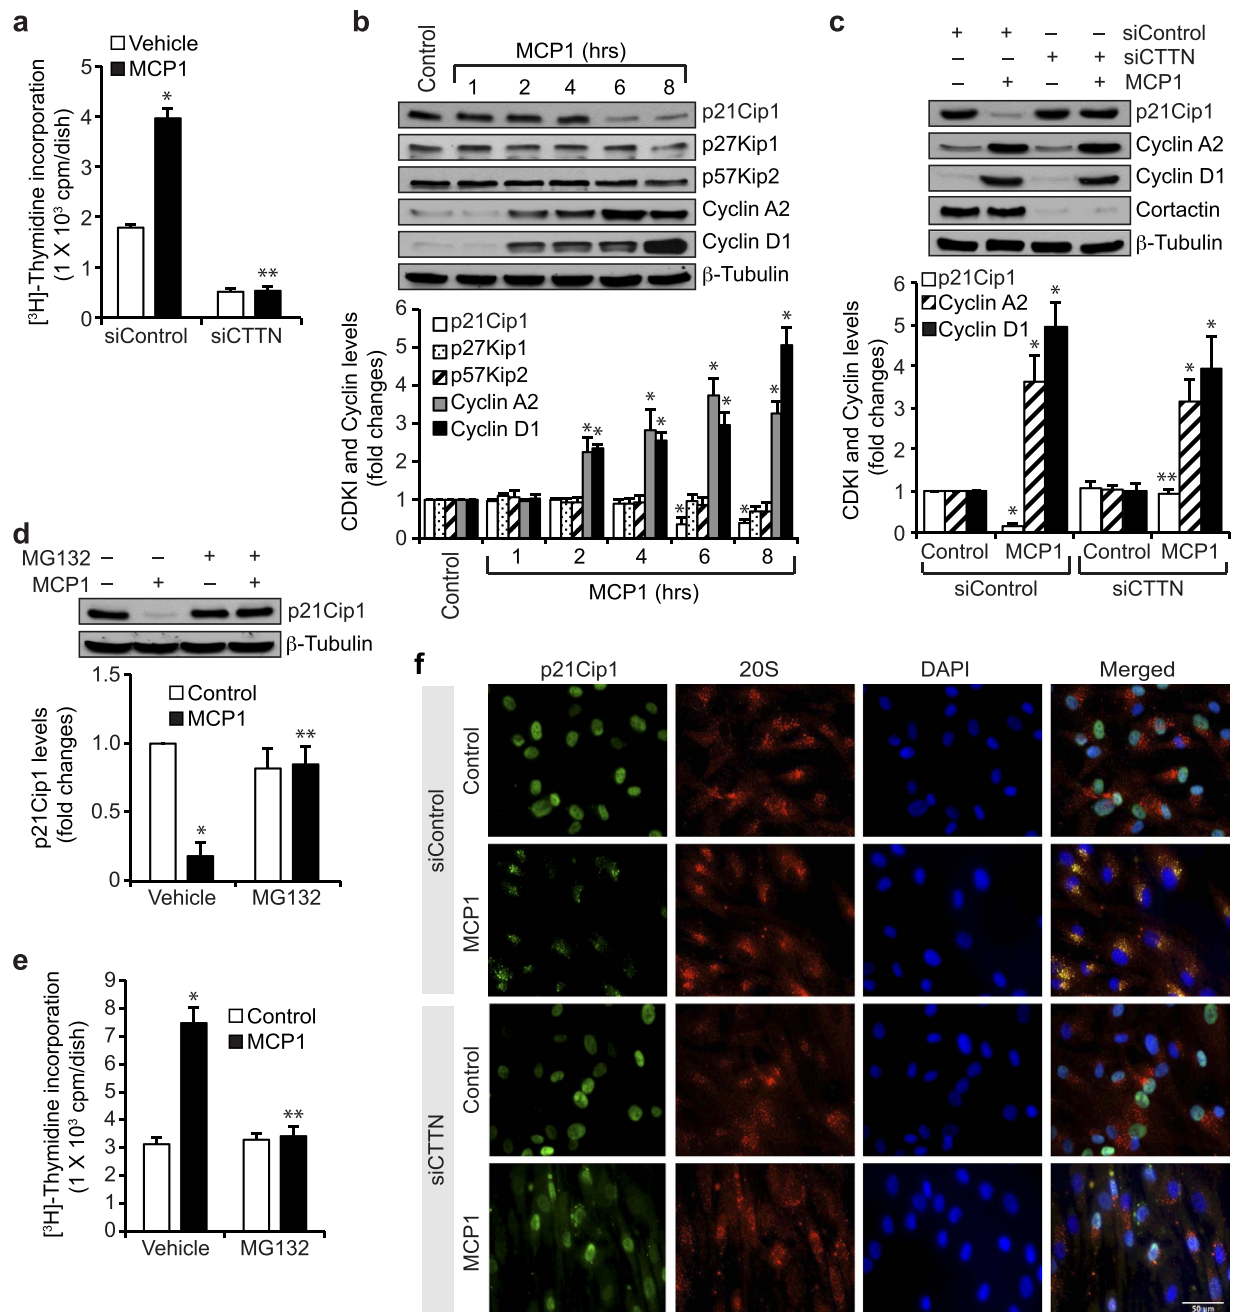 a
Vehicle
MCP1
[³H]-Thymidine incorporation
(1 X 10³ cpm/dish)
5
4
3
2
1
0
*
**
siControl
siCTTN
b
Control
MCP1 (hrs)
1 2 4 6 8
p21Cip1
p27Kip1
p57Kip2
Cyclin A2
Cyclin D1
β-Tubulin
CDKI and Cyclin levels
(fold changes)
6
5
4
3
2
1
0
p21Cip1
p27Kip1
p57Kip2
Cyclin A2
Cyclin D1
* *
* *
* * *
* * *
Control
1 2 4 6 8
MCP1 (hrs)
c
+ + – – siControl
– – + + siCTTN
– + – + MCP1
p21Cip1
Cyclin A2
Cyclin D1
Cortactin
β-Tubulin
CDKI and Cyclin levels
(fold changes)
6
5
4
3
2
1
0
p21Cip1
Cyclin A2
Cyclin D1
* * *
** * *
Control MCP1 Control MCP1
siControl siCTTN
d
MG132 – – + +
MCP1 – + – +
p21Cip1
β-Tubulin
p21Cip1 levels
(fold changes)
1.5
1.0
0.5
0
Control
MCP1
*
**
Vehicle MG132
e
[³H]-Thymidine incorporation
(1 X 10³ cpm/dish)
9
8
7
6
5
4
3
2
1
0
Control
MCP1
*
**
Vehicle MG132
f
p21Cip1 20S DAPI Merged
siControl
Control
MCP1
siCTTN
Control
MCP1
50 µm